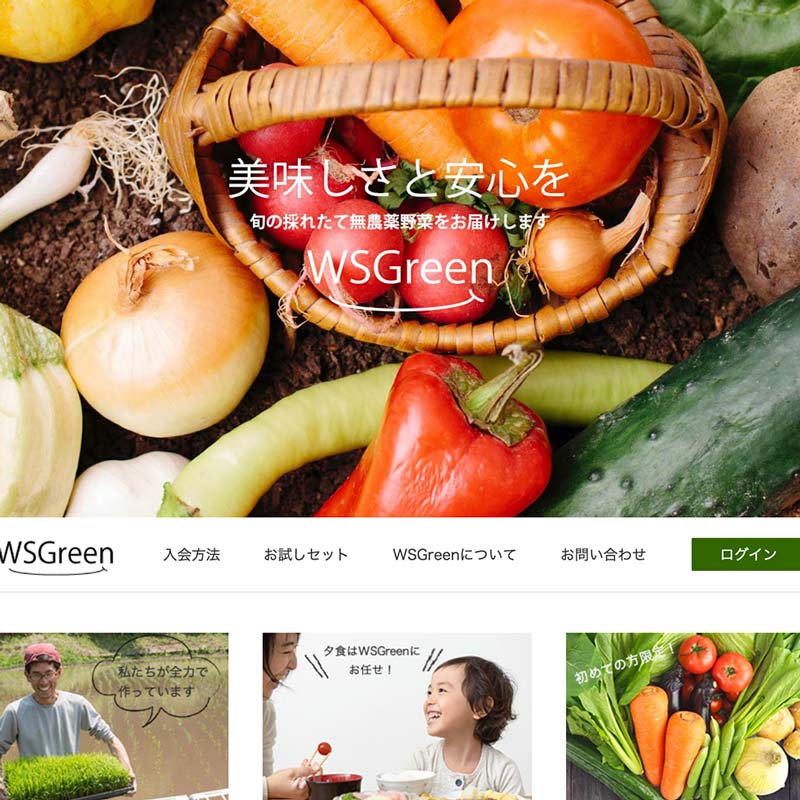 美味しさと安心を
旬の採れたて無農薬野菜をお届けします
WSGreen
WSGreen
入会方法
お試しセット
WSGreenについて
お問い合わせ
ログイン
私たちが全力で
作っています
夕食はWSGreenに
お任せ！
初めての方限定！